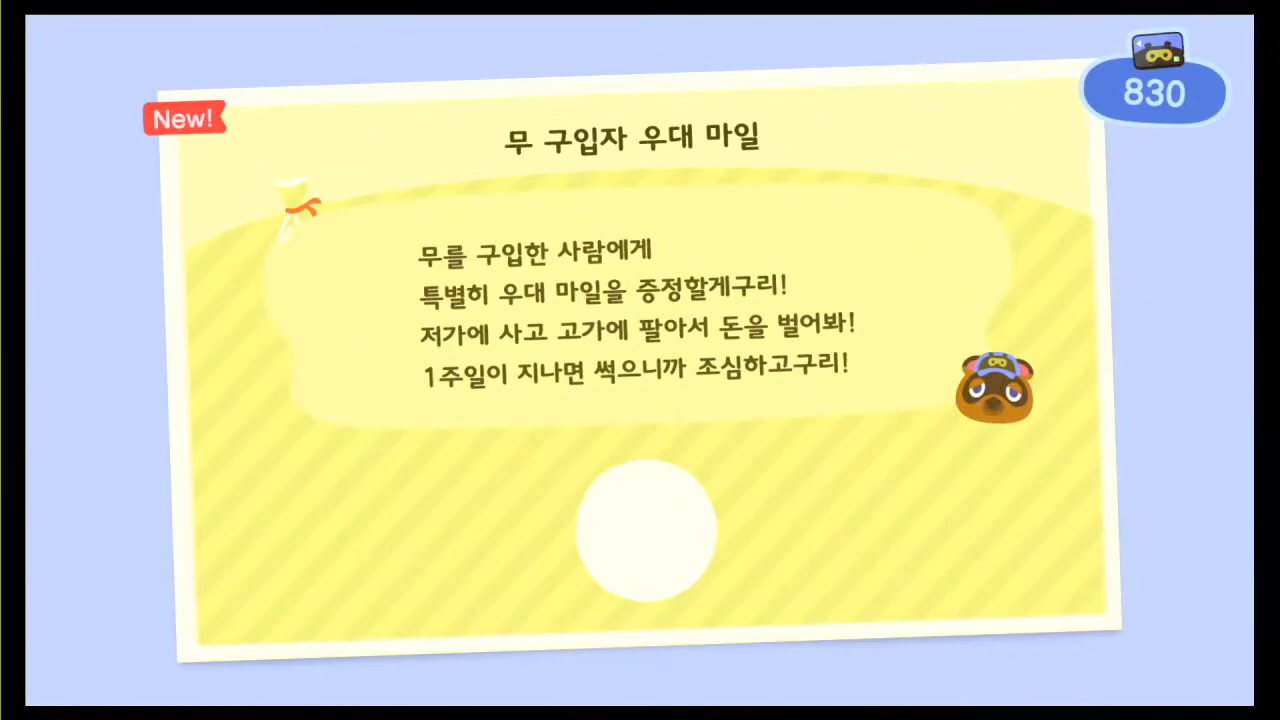 New!
830
무 구입자 우대 마일
무를 구입한 사람에게
특별히 우대 마일을 증정할게구리!
저가에 사고 고가에 팔아서 돈을 벌어봐!
1주일이 지나면 썩으니까 조심하고구리!